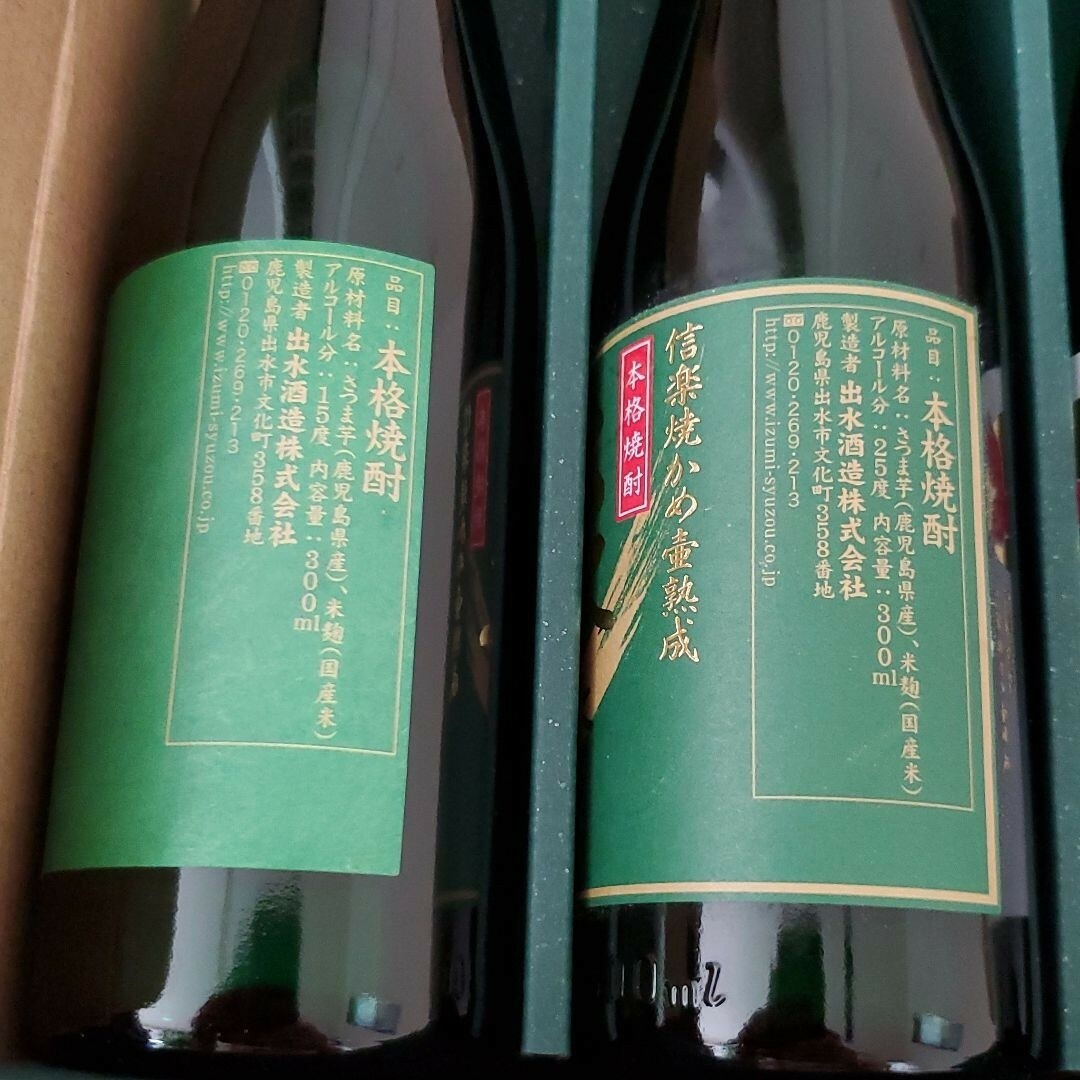 品目：本格焼酎
原材料名：さつま芋（鹿児島県産）、米麹（国産米）
アルコール分：15度 内容量：300ml
製造者 出水酒造株式会社
鹿児島県出水市文化町358番地
0120-269-213
http://www.izumi-syuzou.co.jp
品目：本格焼酎
原材料名：さつま芋（鹿児島県産）、米麹（国産米）
アルコール分：25度 内容量：300ml
製造者 出水酒造株式会社
鹿児島県出水市文化町358番地
0120-269-213
http://www.izumi-syuzou.co.jp
信楽焼かめ壺熟成
本格焼酎